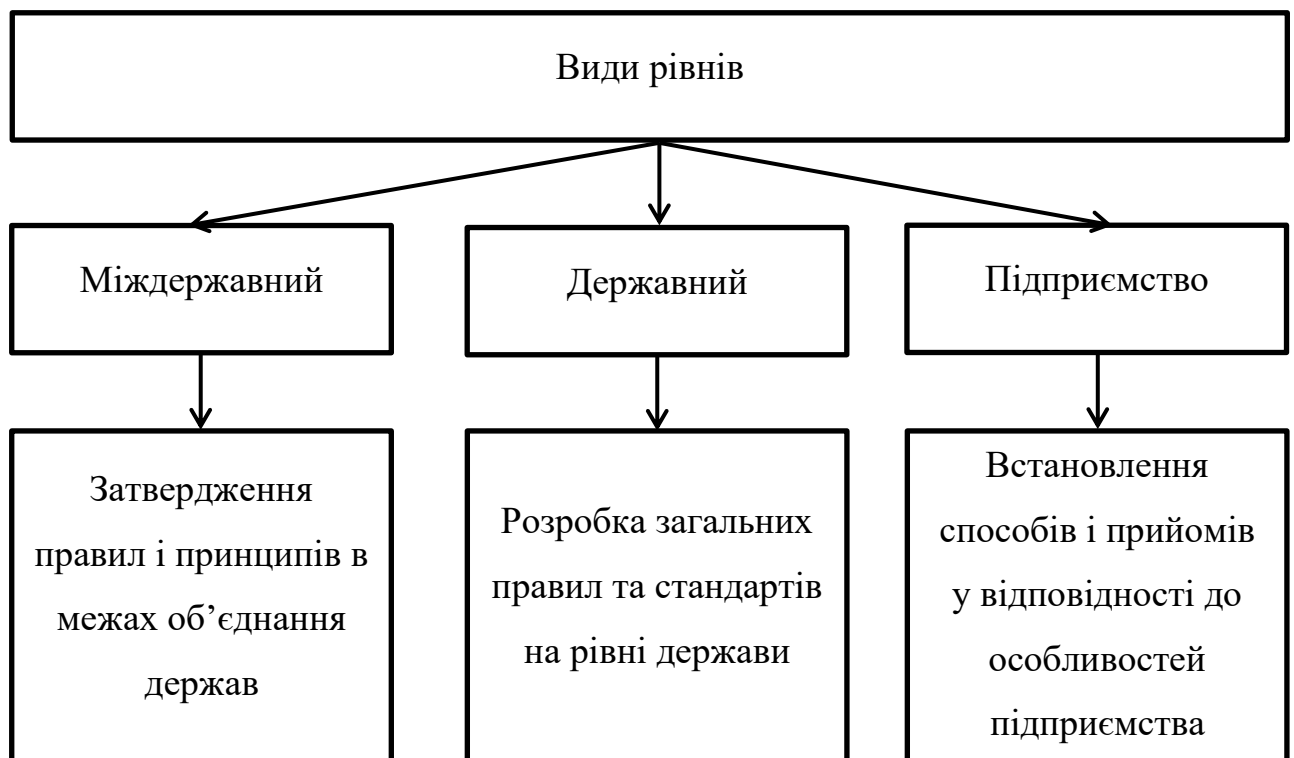 Види рівнів
Міждержавний
Державний
Підприємство
Затвердження
правил і принципів в
межах об’єднання
держав
Розробка загальних
правил та стандартів
на рівні держави
Встановлення
способів і прийомів
у відповідності до
особливостей
підприємства